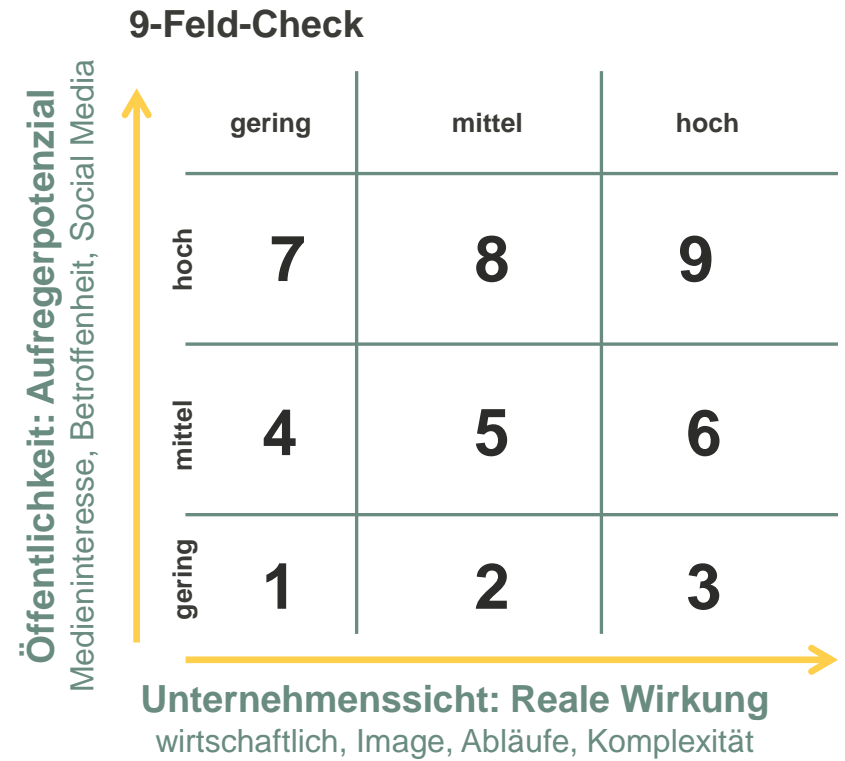 9-Feld-Check
Öffentlichkeit: Aufregerpotenzial
Medieninteresse, Betroffenheit, Social Media
gering mittel hoch
hoch 7 8 9
mittel 4 5 6
gering 1 2 3
Unternehmenssicht: Reale Wirkung
wirtschaftlich, Image, Abläufe, Komplexität